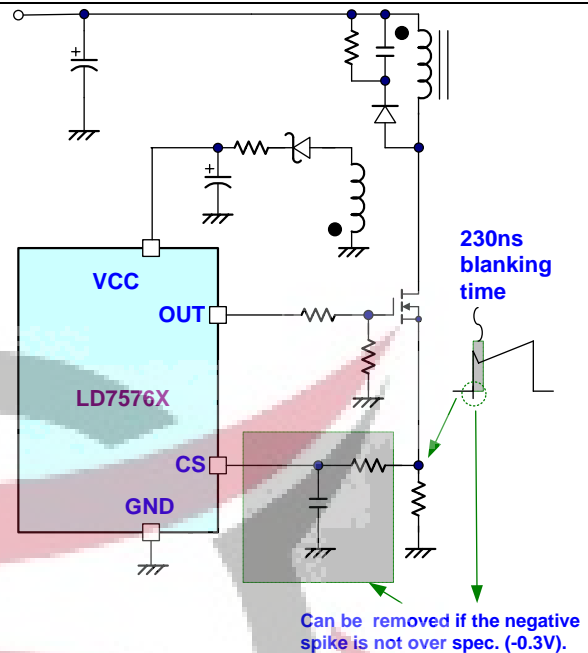 230ns
blanking
time
VCC
OUT
LD7576X
CS
GND
Can be removed if the negative
spike is not over spec. (-0.3V).